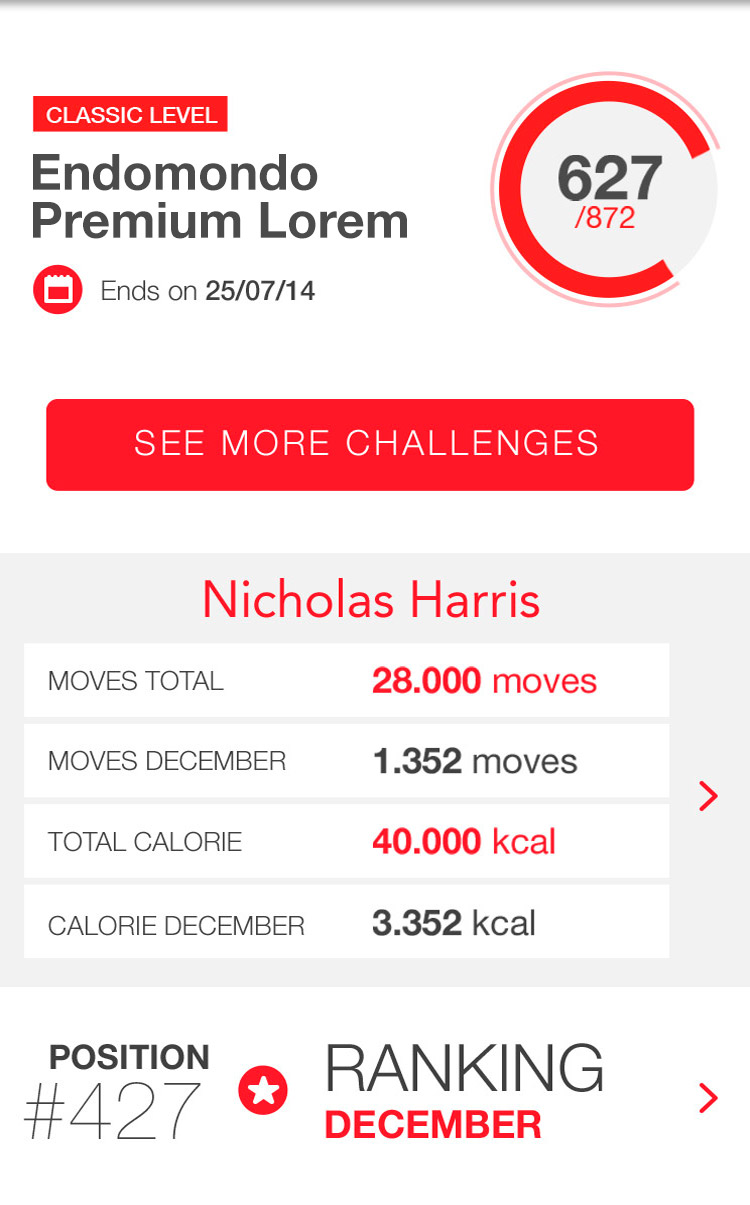 CLASSIC LEVEL
Endomondo
Premium Lorem
Ends on 25/07/14
627
/872
SEE MORE CHALLENGES
Nicholas Harris
MOVES TOTAL 28.000 moves
MOVES DECEMBER 1.352 moves
TOTAL CALORIE 40.000 kcal
CALORIE DECEMBER 3.352 kcal
POSITION
#427
RANKING
DECEMBER